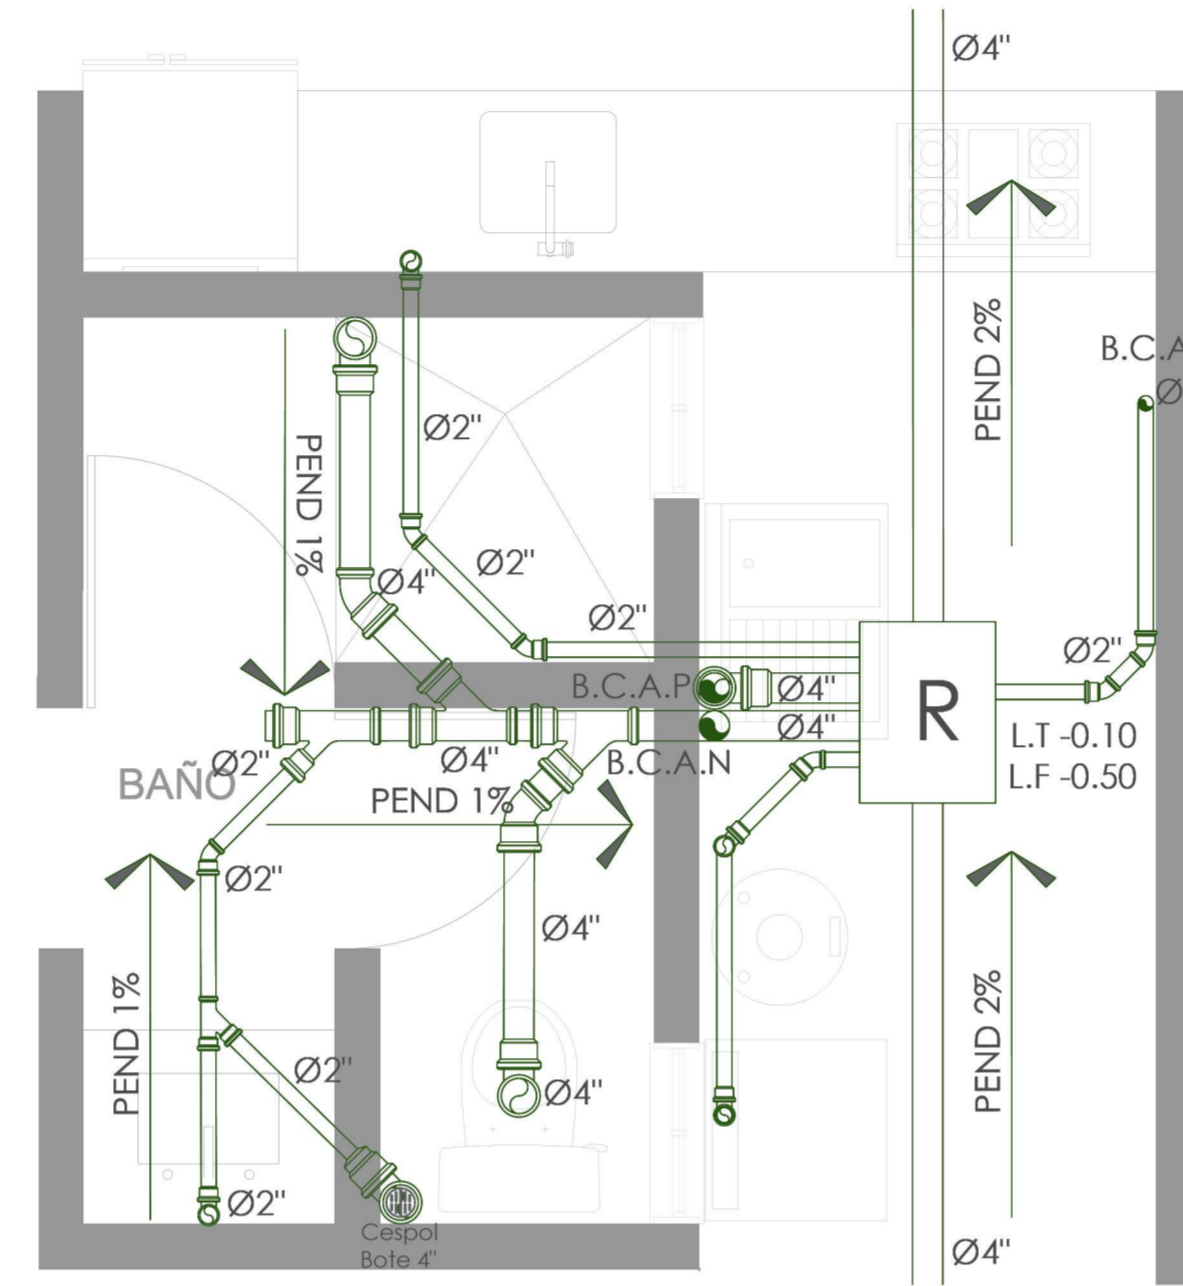 Ø4"
PEND 2%
B.C.A
Ø
Ø2"
PEND 1%
Ø2"
Ø4"
Ø2"
Ø2"
B.C.A.P
Ø4"
R
Ø4"
L.T -0.10
L.F -0.50
Ø2"
Ø4"
B.C.A.N
BAÑO
PEND 1%
Ø2"
Ø4"
PEND 1%
PEND 2%
Ø2"
Ø4"
Ø2"
Cespol
Bote 4"
Ø4"